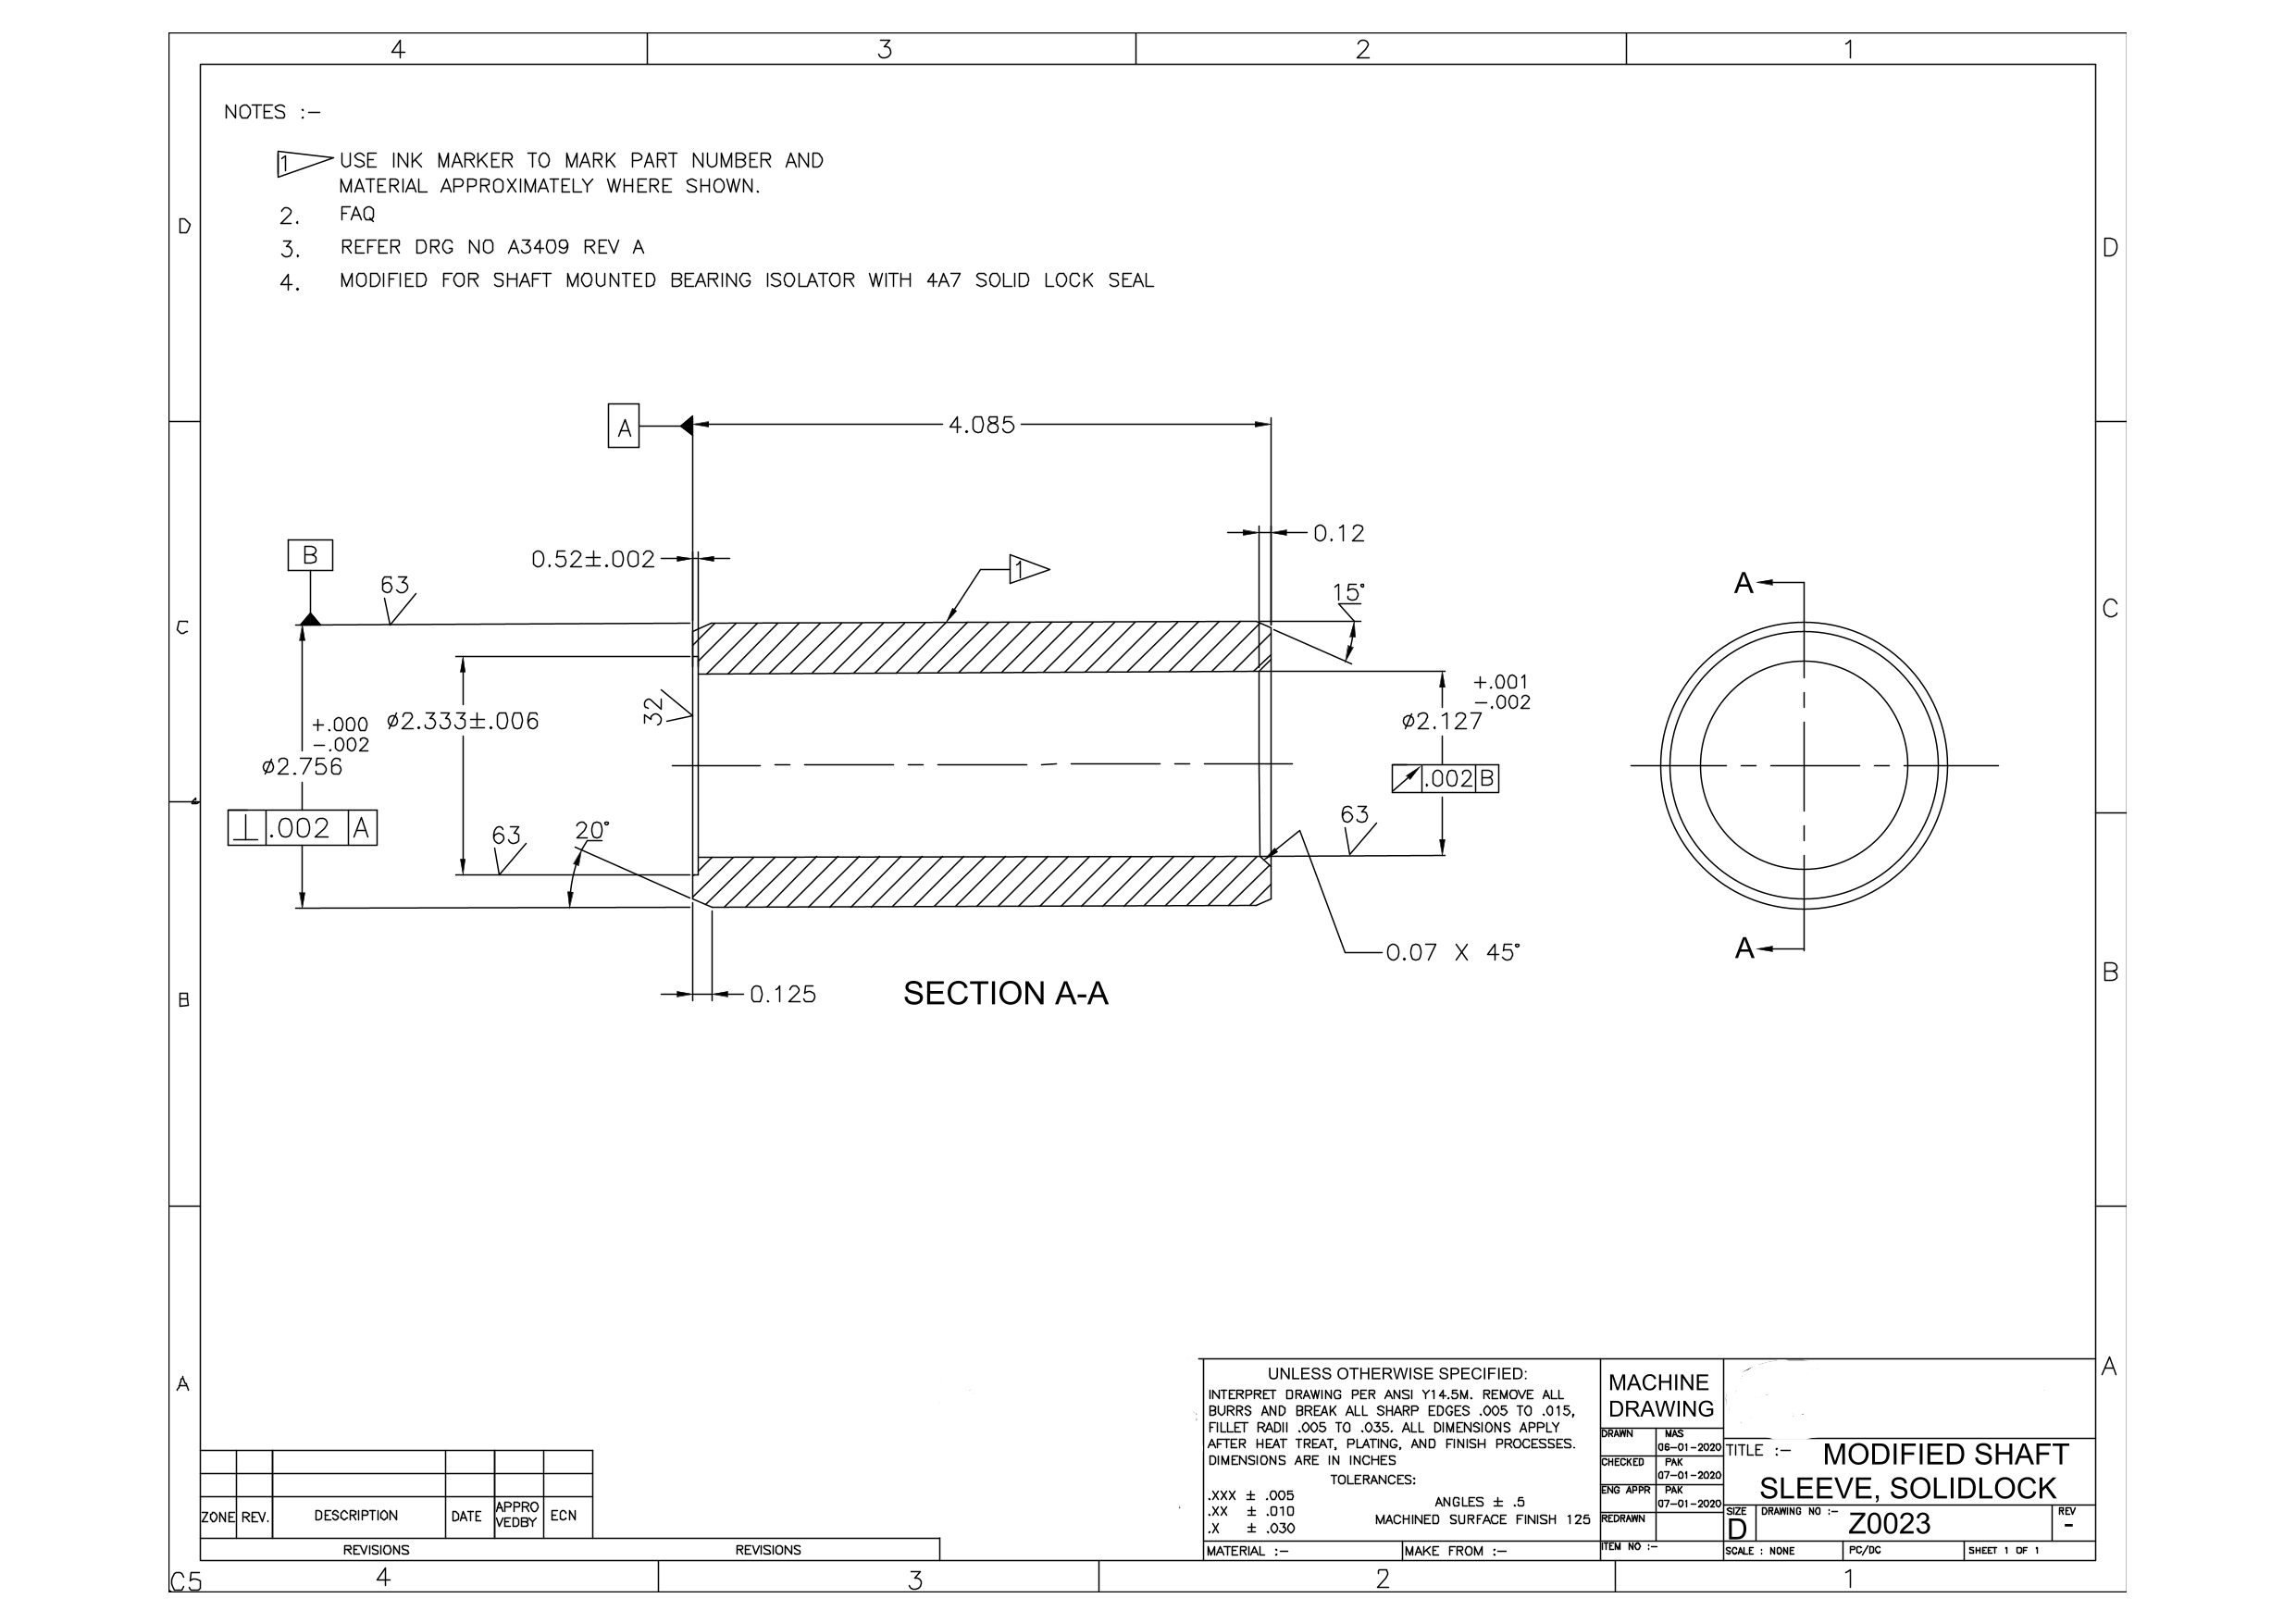 4 3 2 1
NOTES :-
1 USE INK MARKER TO MARK PART NUMBER AND
MATERIAL APPROXIMATELY WHERE SHOWN.
2. FAQ
3. REFER DRG NO A3409 REV A
4. MODIFIED FOR SHAFT MOUNTED BEARING ISOLATOR WITH 4A7 SOLID LOCK SEAL
D
D
A
4.085
0.12
B
0.52±.002
1
63
15°
A
C
C
32
+.001
-.002
ø2.127
+.000
-.002
ø2.756
ø2.333±.006
.002 B
⊥ .002 A
63
20°
63
A
0.07 X 45°
0.125
SECTION A-A
B
B
A
A
UNLESS OTHERWISE SPECIFIED:
INTERPRET DRAWING PER ANSI Y14.5M. REMOVE ALL
BURRS AND BREAK ALL SHARP EDGES .005 TO .015,
FILLET RADII .005 TO .035. ALL DIMENSIONS APPLY
AFTER HEAT TREAT, PLATING, AND FINISH PROCESSES.
DIMENSIONS ARE IN INCHES
TOLERANCES:
.XXX ± .005
.XX ± .010
.X ± .030
ANGLES ± .5
MACHINED SURFACE FINISH 125
MATERIAL :-
MAKE FROM :-
MACHINE
DRAWING
DRAWN MAS
06-01-2020
CHECKED PAK
07-01-2020
ENG APPR PAK
07-01-2020
REDRAWN
ITEM NO :-
TITLE :- MODIFIED SHAFT
SLEEVE, SOLIDLOCK
SIZE
D
DRAWING NO :-
Z0023
REV
-
SCALE : NONE
PC/DC
SHEET 1 OF 1
ZONE REV. DESCRIPTION DATE APPRO
VEDBY ECN
REVISIONS
REVISIONS
C5 4 3 2 1